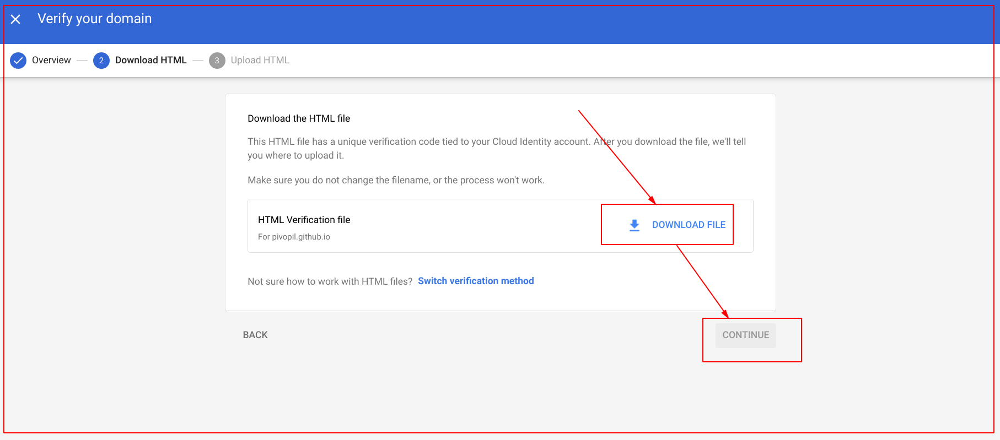 Verify your domain
Overview
2 Download HTML
3 Upload HTML
Download the HTML file
This HTML file has a unique verification code tied to your Cloud Identity account. After you download the file, we'll tell
you where to upload it.
Make sure you do not change the filename, or the process won't work.
HTML Verification file
For pivopil.github.io
DOWNLOAD FILE
Not sure how to work with HTML files? Switch verification method
BACK
CONTINUE